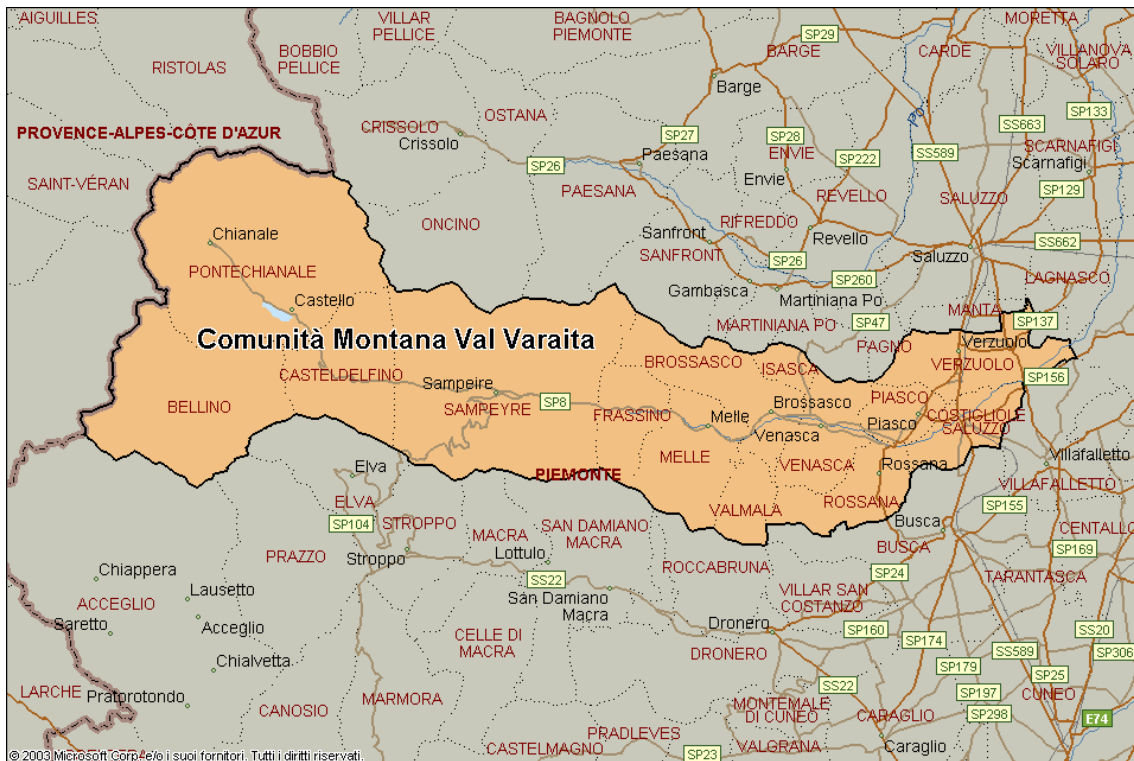 AIGUILLES
VILLAR
PELLICE
BAGNOLO
PIEMONTE
SP29
MORETTA
BARGE
CARDÈ
VILLANOVA
SOLARO
BOBBIO
PELLICE
RISTOLAS
Barge
OSTANA
Po
SP133
PROVENCE-ALPES-CÔTE D'AZUR
CRISSOLO
Crissolo
SP27
SP28
SS663
SCARNAFIGI
Scarnafigi
SP26
Paesana
ENVIE
SP222
SS589
SAINT-VÉRAN
PAESANA
Envie
REVELLO
SALUZZO
SP129
ONCINO
RIFREDDO
Sanfront
SANFRONT
Revello
SS662
Chianale
Saluzzo
SP26
PONTECHIANALE
Gambasca
SP260
LAGNASCO
Castello
Martiniana Po
MARTINIANA PO
SP47
MANTA
SP137
Comunità Montana Val Varaita
PAGNO
Verzuolo
BROSSASCO
ISASCA
VERZUOLO
CASTELDELFINO
SP156
Sampeire
SP8
PIASCO
BELLINO
SAMPEYRE
FRASSINO
Melle
Brossasco
COSTIGLIOLE
SALUZZO
Venasca
Piasco
MELLE
VENASCA
Rossana
Villafalletto
Elva
PIEMONTE
VILLAFALLETTO
ELVA
ROSSANA
VALMALA
SP155
SP104
STROPPO
SAN DAMIANO
MACRA
Busca
CENTALLO
MACRA
BUSCA
SP169
PRAZZO
Stroppo
Lottulo
ROCCABRUNA
SP24
TARANTASCA
Chiappera
SS22
VILLAR SAN
COSTANZO
ACCEGLIO
Lausetto
San Damiano
Macra
Saretto
Acceglio
CELLE DI
MACRA
Dronero
SP160
SP174
SS20
DRONERO
SS589
SP306
Chialvetta
SP179
SP25
LARCHE
Pratorotondo
MARMORA
SS22
SP197
CUNEO
CANOSIO
MONTEMALE
DI CUNEO
SP298
CARAGLIO
E74
PRADLEVES
CASTELMAGNO
SP23
VALGRANA
Caraglio
© 2003 Microsoft Corp. e/o i suoi fornitori. Tutti i diritti riservati.